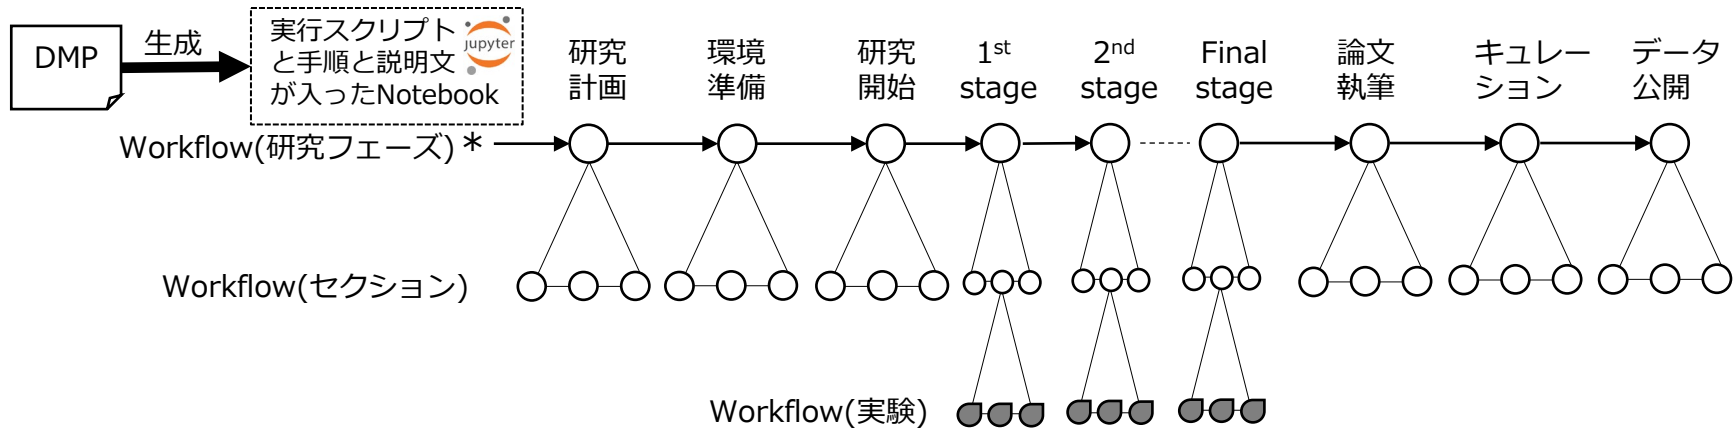 DMP
生成
実行スクリプト
と手順と説明文
が入ったNotebook
jupyter
研究
計画
環境
準備
研究
開始
1st
stage
2nd
stage
Final
stage
論文
執筆
キュレー
ション
データ
公開
Workflow(研究フェーズ) *
Workflow(セクション)
Workflow(実験)